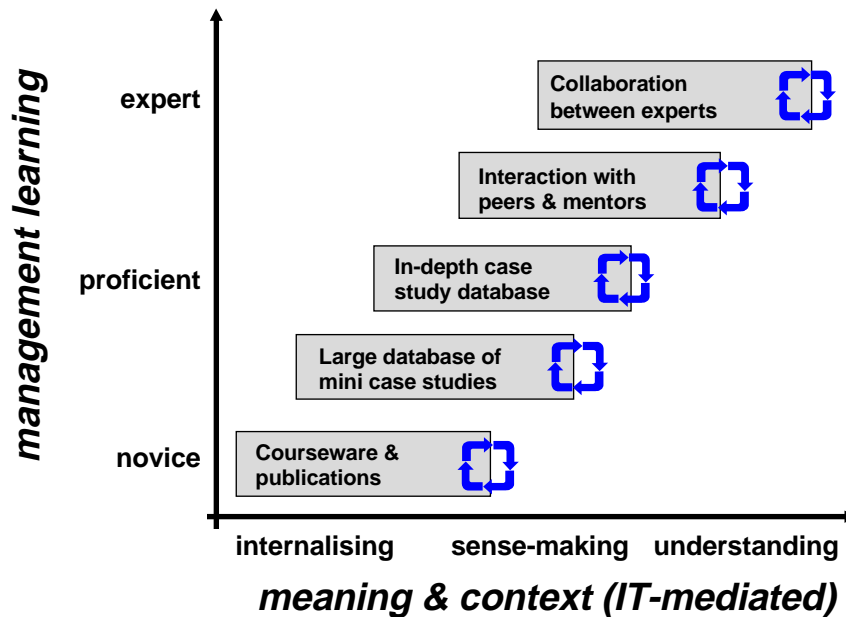 management learning
expert
Collaboration
between experts
Interaction with
peers & mentors
proficient
In-depth case
study database
Large database of
mini case studies
novice
Courseware &
publications
internalising
sense-making
understanding
meaning & context (IT-mediated)